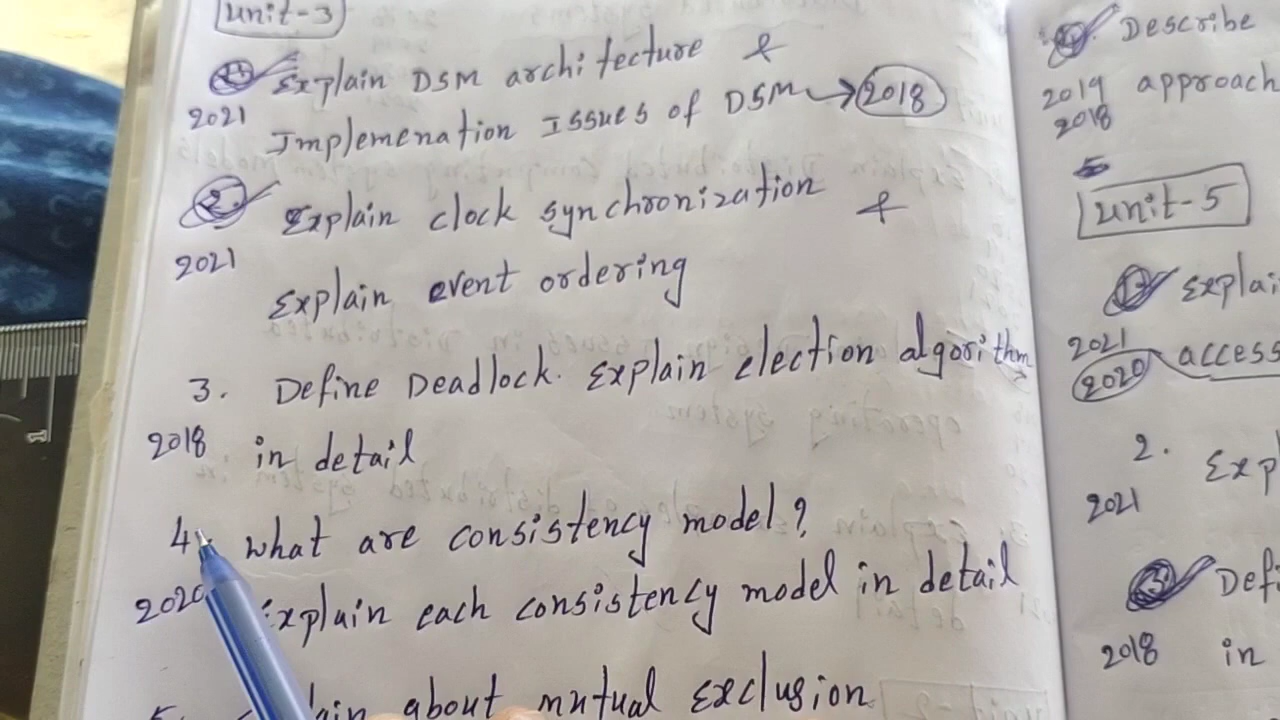 unit-3
Explain DSM architecture &
2021
Implemenation Issues of DSM → 2018
2. Explain clock synchronization &
2021
Explain event ordering
3. Define Deadlock. Explain election algorithm
2018 in detail
4. what are consistency model?
2020 Explain each consistency model in detail
about mutual Exclusion
Describe
2019 approach
2018
unit-5
1. Explai
2021
2020 access
2. Exp
2021
3. Defi
2018 in